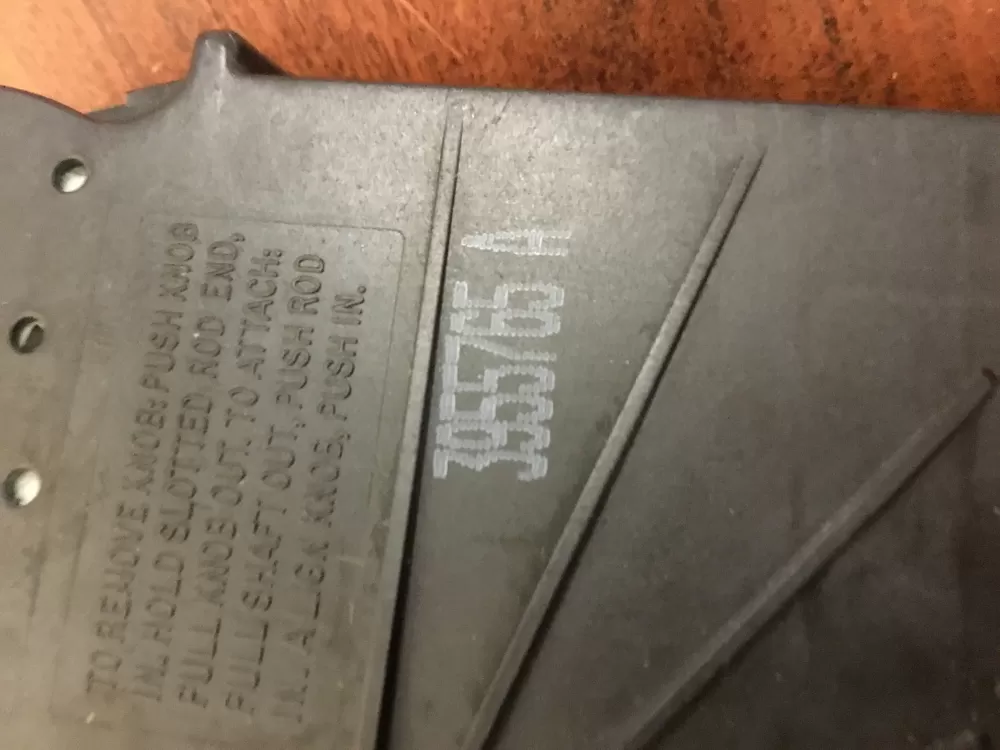 TO REMOVE KNOB: PUSH KNOB
IN. HOLD SLOTTED ROD END,
PULL KNOB OUT. TO ATTACH:
PULL SHAFT OUT, PUSH ROD
IN. ALIGN KNOB, PUSH IN.
3955765 A